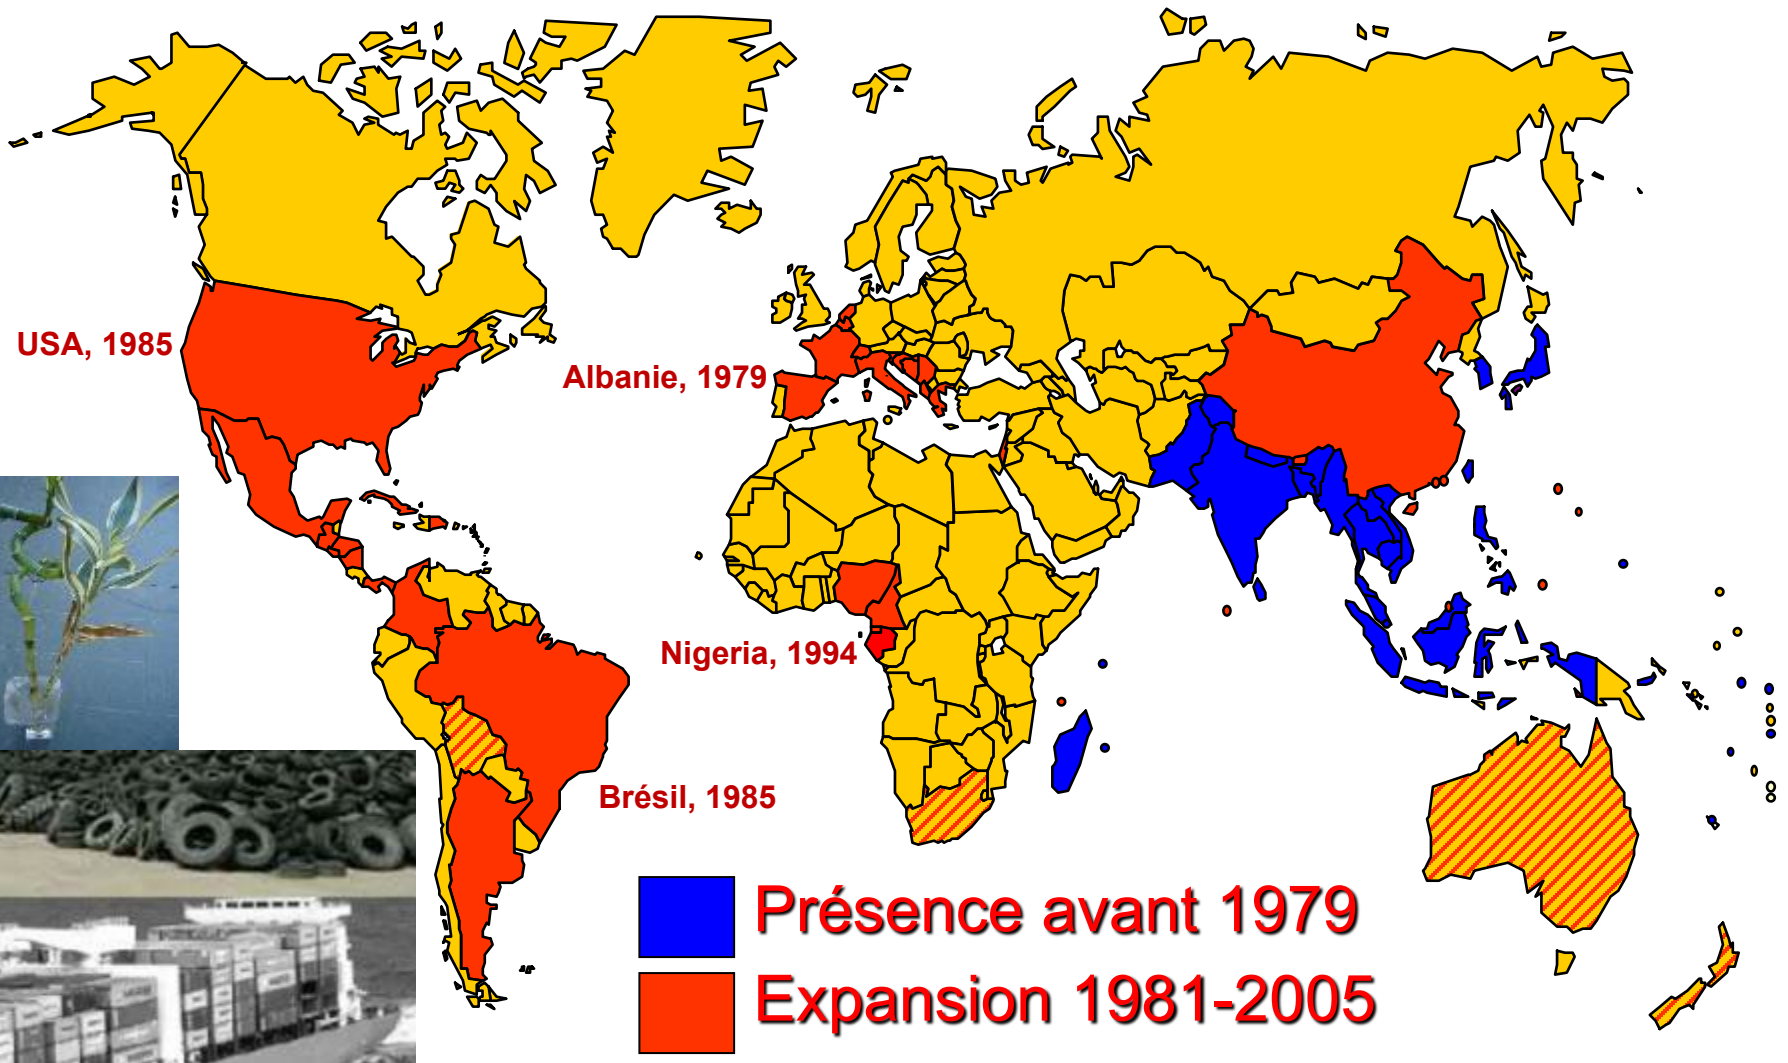 USA, 1985
Albanie, 1979
Nigeria, 1994
Brésil, 1985
Présence avant 1979
Expansion 1981-2005